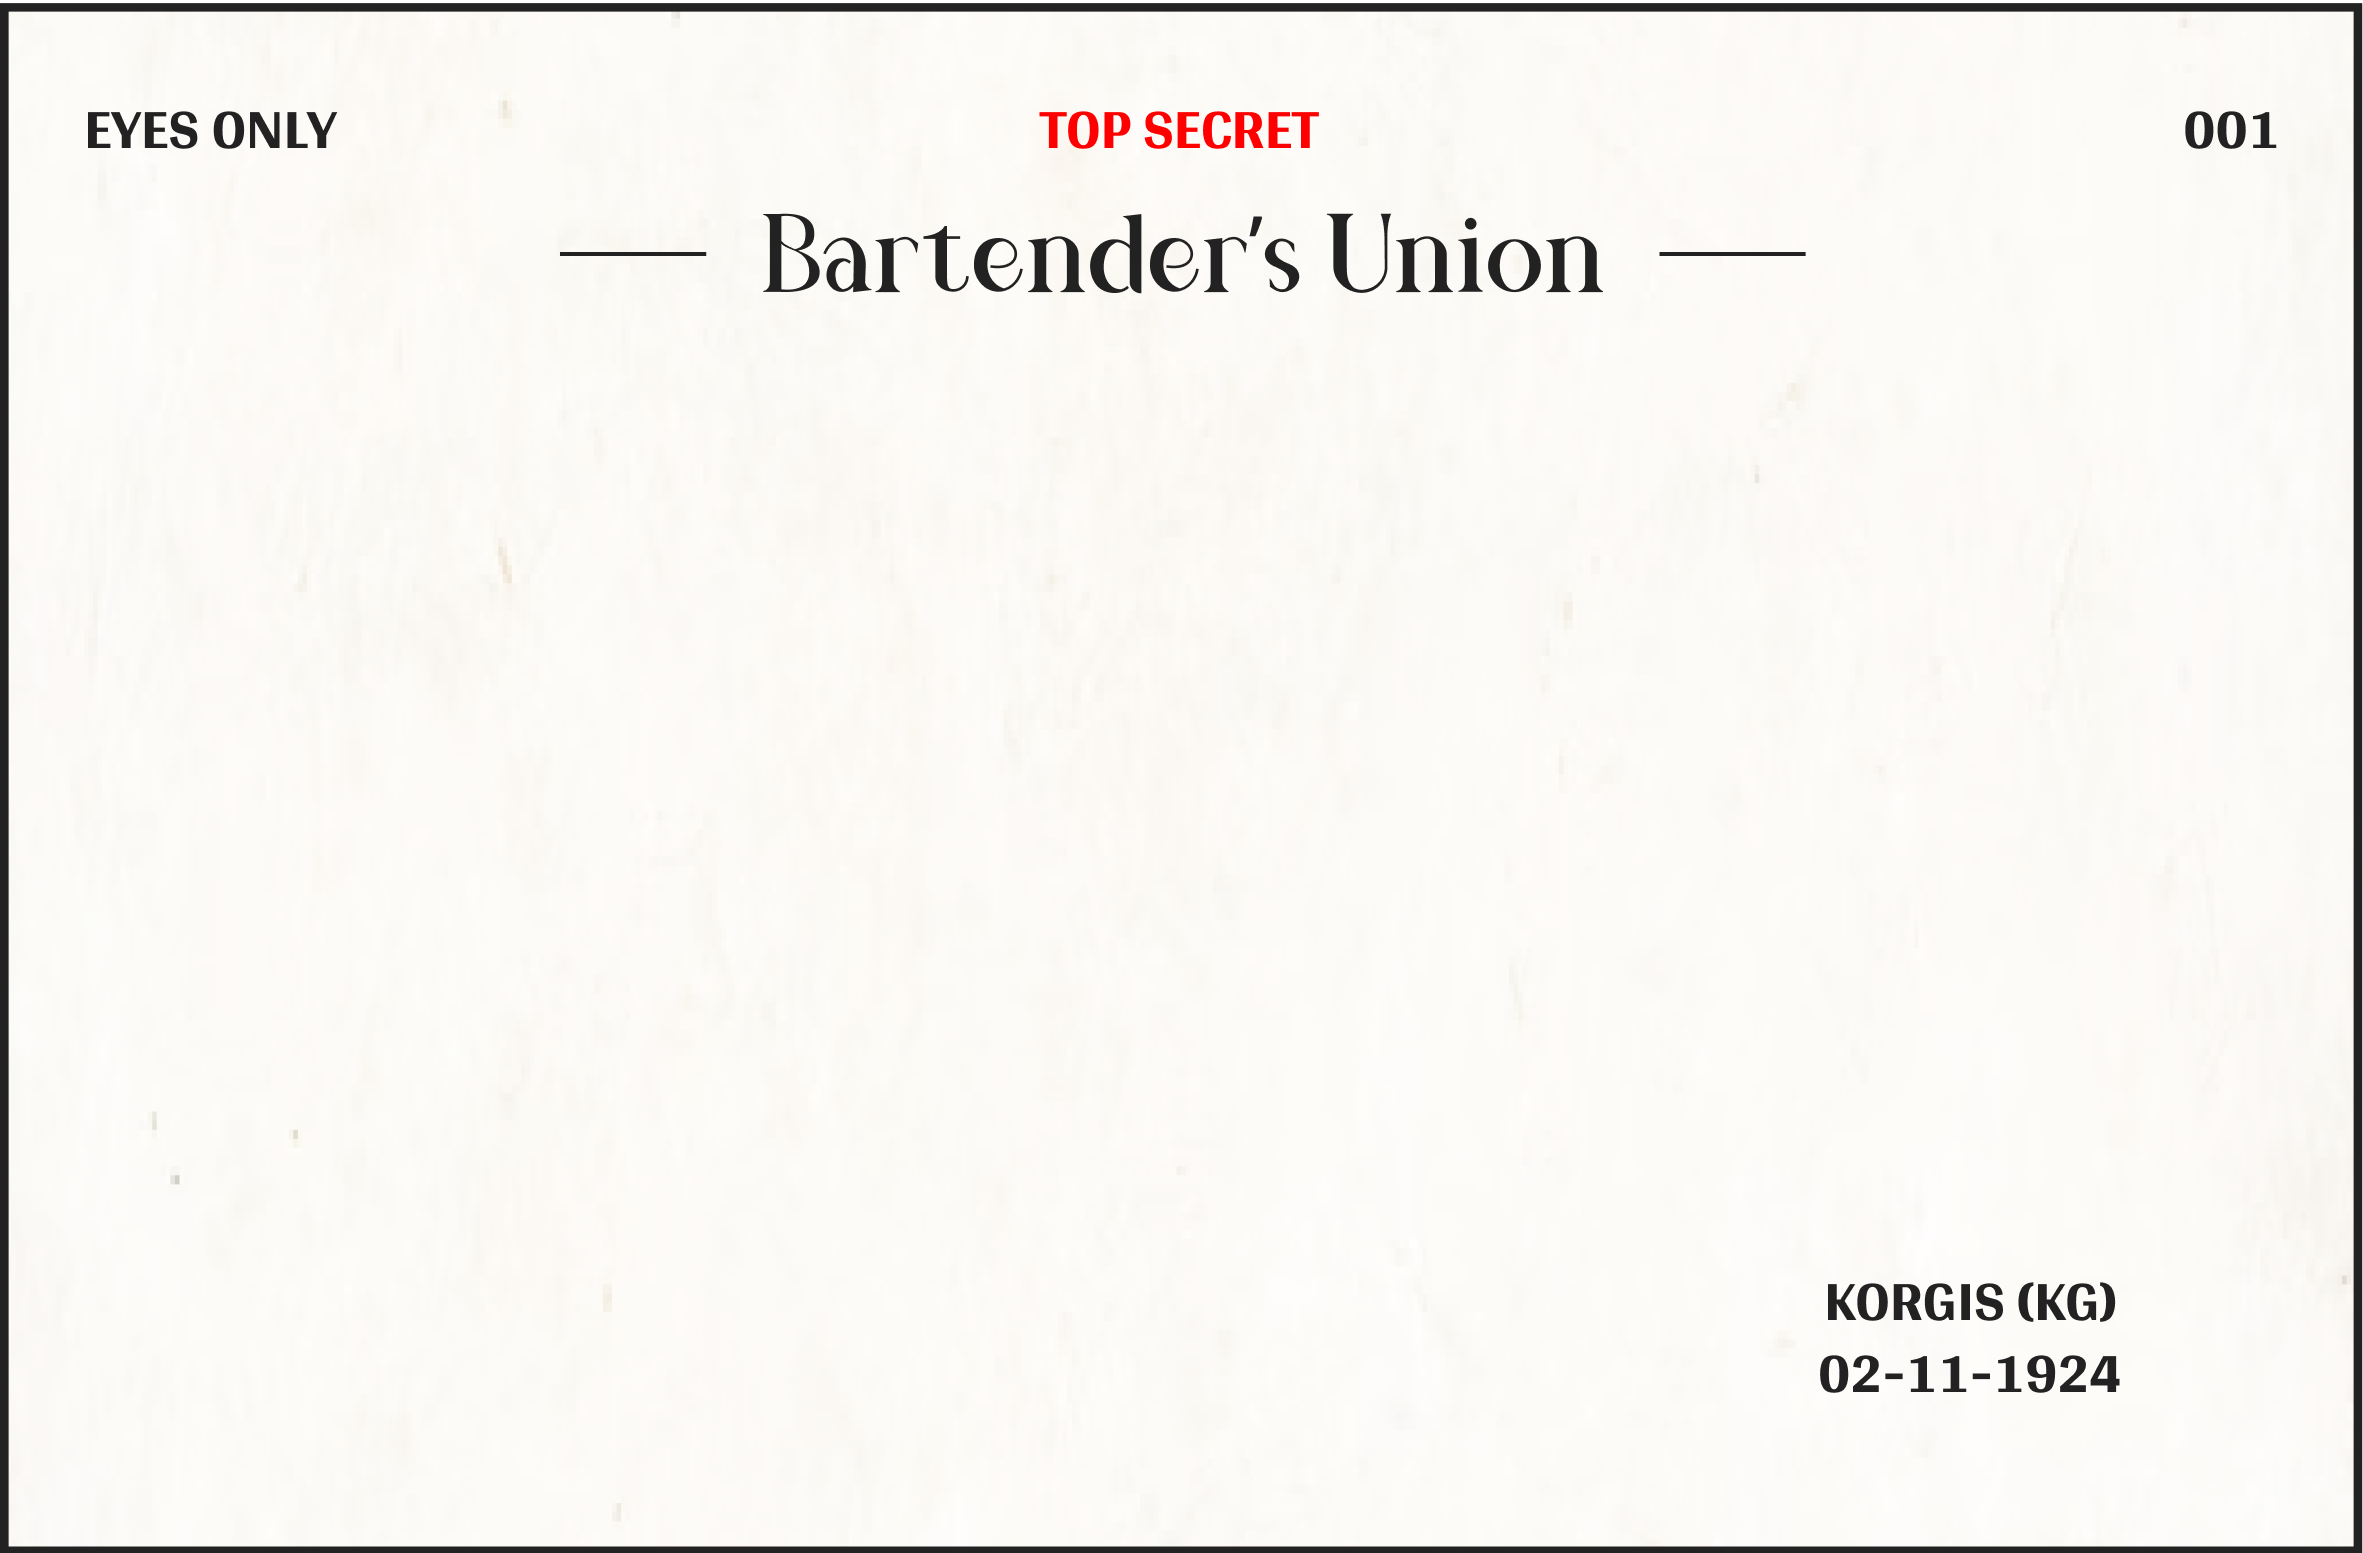 EYES ONLY TOP SECRET 001
Bartender's Union
KORGIS (KG)
02-11-1924